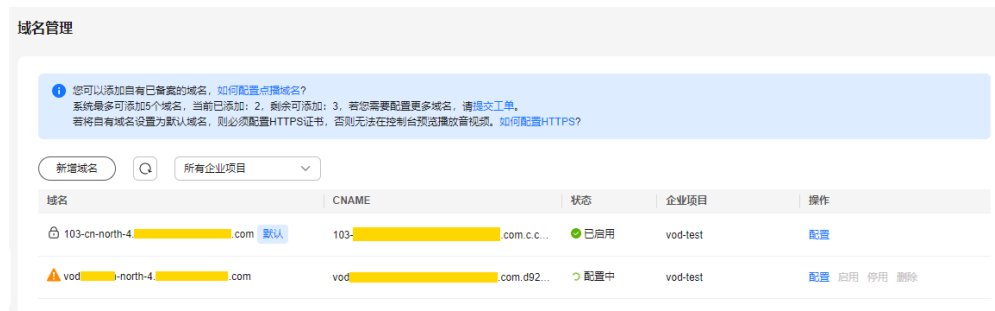 域名管理
您可以添加自有已备案的域名，如何配置点播域名？
系统最多可添加5个域名，当前已添加：2，剩余可添加：3，若您需要配置更多域名，请提交工单。
若将自有域名设置为默认域名，则必须配置HTTPS证书，否则无法在控制台预览播放音视频。如何配置HTTPS?
新增域名 所有企业项目
域名 CNAME 状态 企业项目 操作
103-cn-north-4. .com 默认 103- .com.c.c... 已启用 vod-test 配置
vod -north-4. .com vod .com.d92... 配置中 vod-test 配置 启用 停用 删除